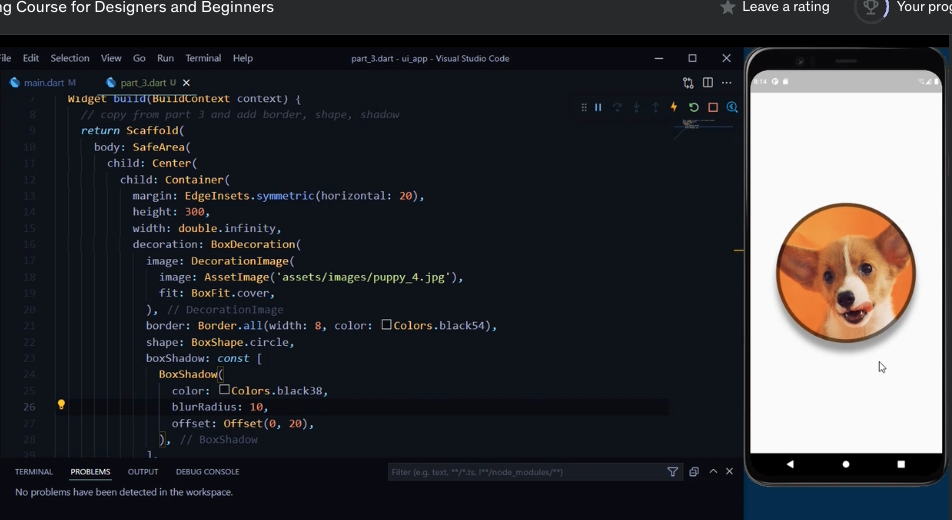 ng Course for Designers and Beginners
Leave a rating
Your prog
File Edit Selection View Go Run Terminal Help
part_3.dart - ui_app - Visual Studio Code
main.dart M
part_3.dart U
8:14
7 Widget build(BuildContext context) {
8 // copy from part 3 and add border, shape, shadow
9 return Scaffold(
10 body: SafeArea(
11 child: Center(
12 child: Container(
13 margin: EdgeInsets.symmetric(horizontal: 20),
14 height: 300,
15 width: double.infinity,
16 decoration: BoxDecoration(
17 image: DecorationImage(
18 image: AssetImage('assets/images/puppy_4.jpg'),
19 fit: BoxFit.cover,
20 ), // DecorationImage
21 border: Border.all(width: 8, color: Colors.black54),
22 shape: BoxShape.circle,
23 boxShadow: const [
24 BoxShadow(
25 color: Colors.black38,
26 blurRadius: 10,
27 offset: Offset(0, 20),
28 ), // BoxShadow
29 ],
TERMINAL PROBLEMS OUTPUT DEBUG CONSOLE
Filter (e.g. text, **/*.ts, !**/node_modules/**)
No problems have been detected in the workspace.